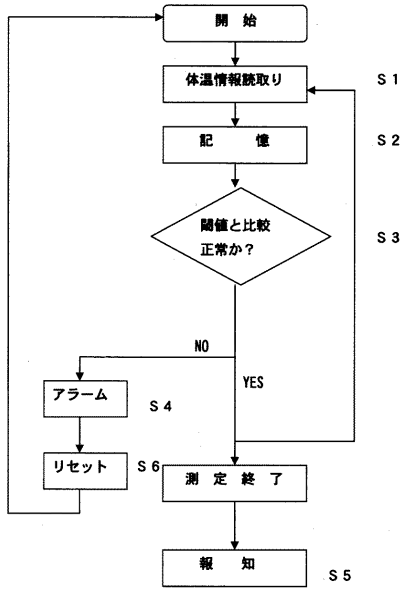 開 始
体温情報読取り
S1
記 憶
S2
閾値と比較
正常か?
S3
NO
YES
アラーム
S4
リセット
S6
測 定 終 了
報 知
S5